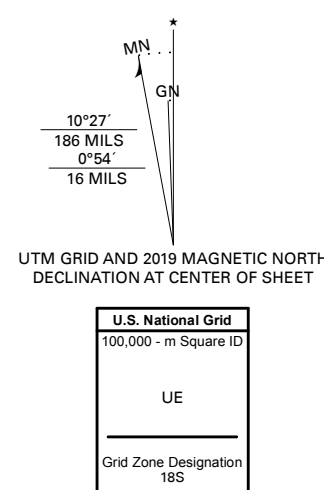 ★
MN
GN
10°27´
186 MILS
0°54´
16 MILS
UTM GRID AND 2019 MAGNETIC NORTH
DECLINATION AT CENTER OF SHEET
U.S. National Grid
100,000 - m Square ID
UE
Grid Zone Designation
18S